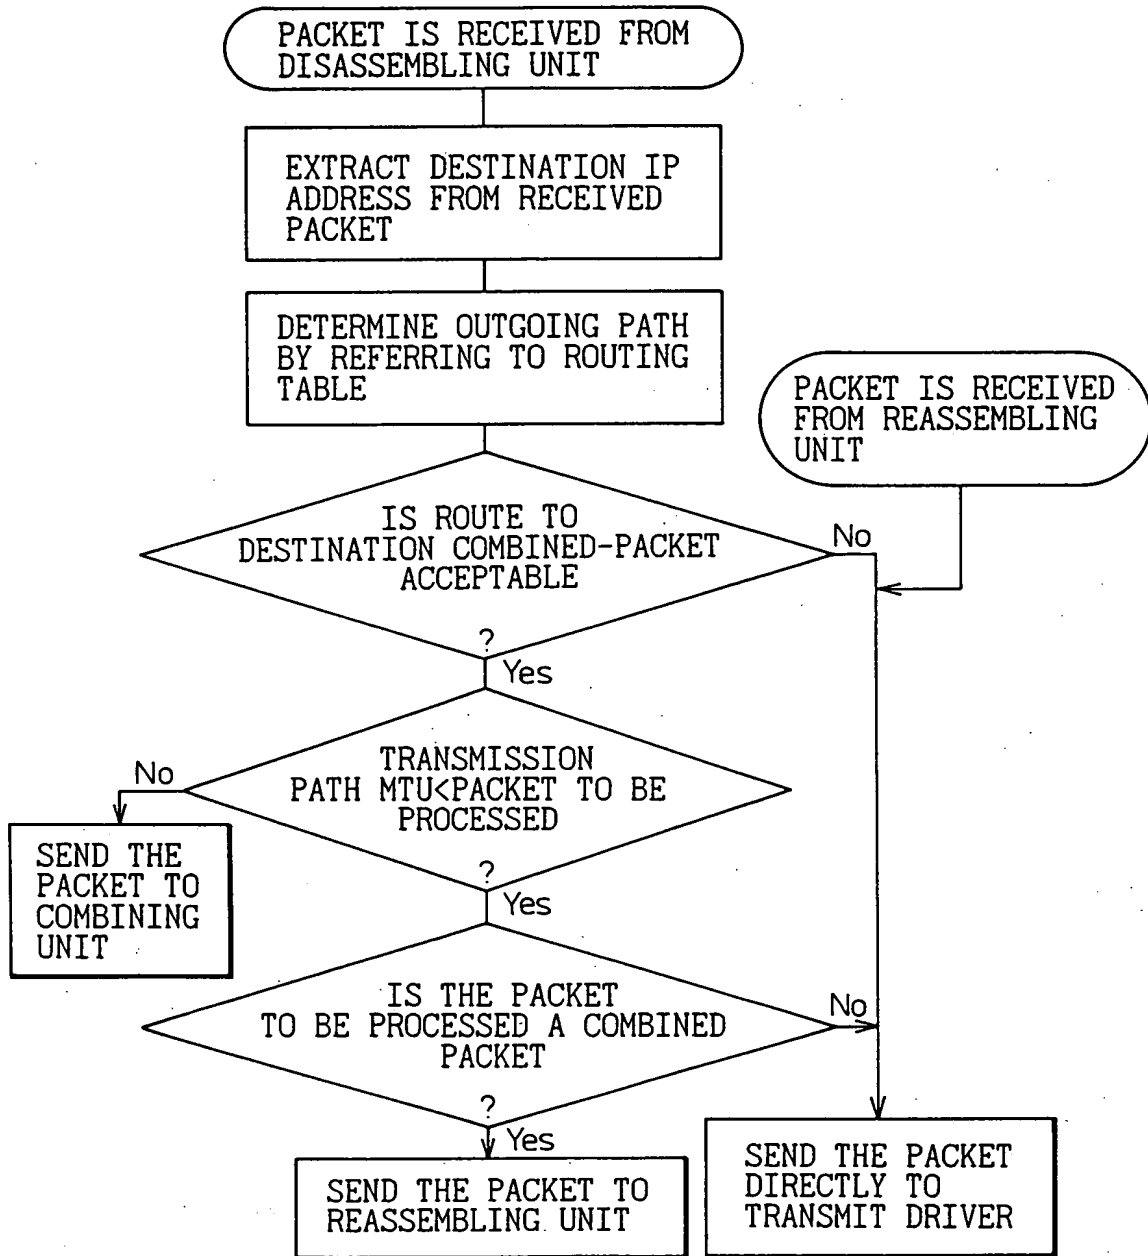 PACKET IS RECEIVED FROM
DISASSEMBLING UNIT
EXTRACT DESTINATION IP
ADDRESS FROM RECEIVED
PACKET
DETERMINE OUTGOING PATH
BY REFERRING TO ROUTING
TABLE
PACKET IS RECEIVED
FROM REASSEMBLING
UNIT
IS ROUTE TO
DESTINATION COMBINED-PACKET
ACCEPTABLE
?
No
Yes
TRANSMISSION
PATH MTU<PACKET TO BE
PROCESSED
?
No
Yes
SEND THE
PACKET TO
COMBINING
UNIT
IS THE PACKET
TO BE PROCESSED A COMBINED
PACKET
?
No
Yes
SEND THE PACKET TO
REASSEMBLING UNIT
SEND THE PACKET
DIRECTLY TO
TRANSMIT DRIVER